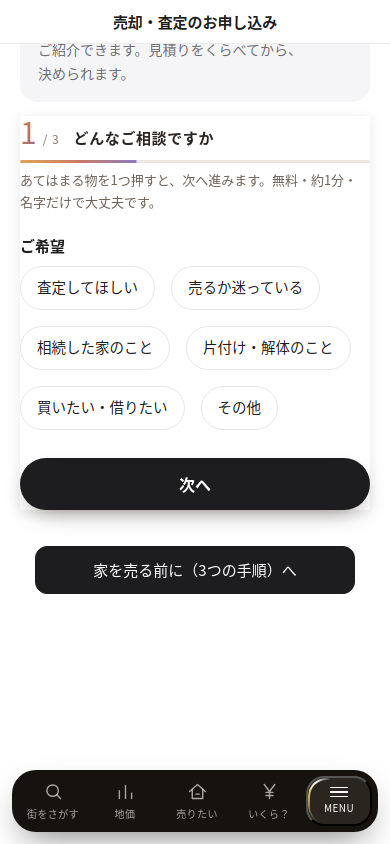 売却・査定のお申し込み
ご紹介できます。見積りをくらべてから、
決められます。
1 / 3 どんなご相談ですか
あてはまる物を1つ押すと、次へ進みます。無料・約1分・
名字だけで大丈夫です。
ご希望
査定してほしい 売るか迷っている
相続した家のこと 片付け・解体のこと
買いたい・借りたい その他
次へ
家を売る前に（3つの手順）へ
街をさがす 地価 売りたい いくら？ MENU